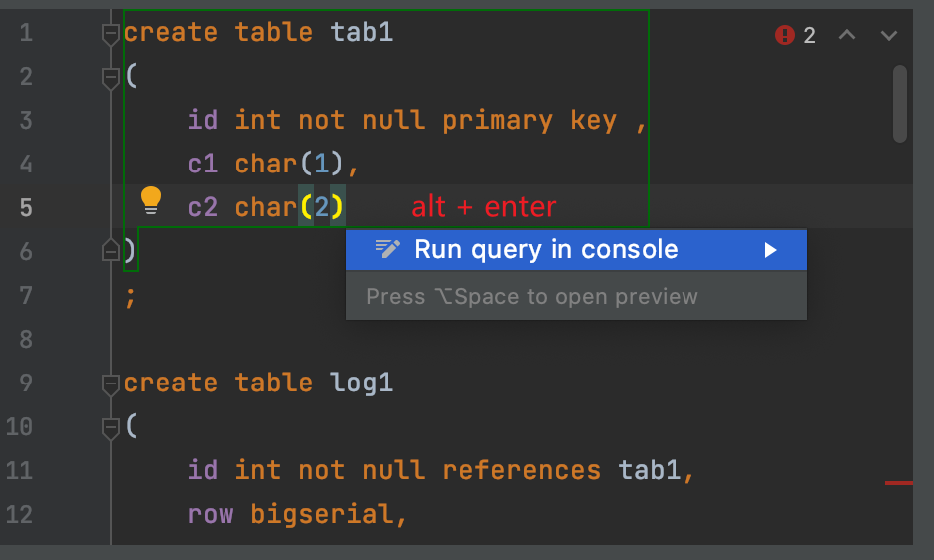 1 create table tab1 2
2 (
3 id int not null primary key ,
4 c1 char(1),
5 c2 char(2) alt + enter
6 )
Run query in console
7 ;
Press ⌥Space to open preview
8
9 create table log1
10 (
11 id int not null references tab1,
12 row bigserial,